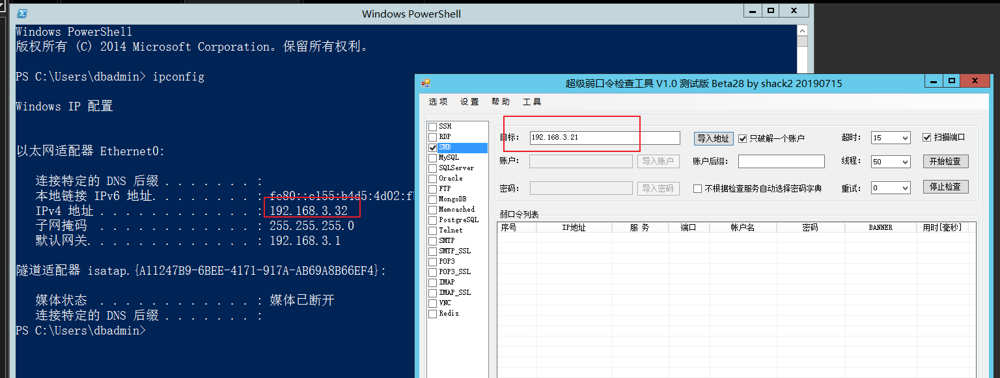 Windows PowerShell
Windows PowerShell
版权所有 (C) 2014 Microsoft Corporation。保留所有权利。
PS C:\Users\dbadmin> ipconfig
Windows IP 配置
以太网适配器 Ethernet0:
连接特定的 DNS 后缀 . . . . . . . :
本地链接 IPv6 地址. . . . . . . . : fe80::c155:b4d5:4d02:f
IPv4 地址 . . . . . . . . . . . . : 192.168.3.32
子网掩码 . . . . . . . . . . . . : 255.255.255.0
默认网关. . . . . . . . . . . . . : 192.168.3.1
隧道适配器 isatap.{A11247B9-6BEE-4171-917A-AB69A8B66EF4}:
媒体状态 . . . . . . . . . . . . : 媒体已断开
连接特定的 DNS 后缀 . . . . . . . :
PS C:\Users\dbadmin>
超级弱口令检查工具 V1.0 测试版 Beta28 by shack2 20190715
选项 设置 帮助 工具
SSH
RDP
SMB
MySQL
SQLServer
Oracle
FTP
MongoDB
Memcached
PostgreSQL
Telnet
SMTP
SMTP_SSL
POP3
POP3_SSL
IMAP
IMAP_SSL
VNC
Redis
目标: 192.168.3.21 导入地址 只破解一个账户 超时: 15 扫描端口
账户: 导入账户 账户后缀: 线程: 50 开始检查
密码: 导入密码 不根据检查服务自动选择密码字典 重试: 0 停止检查
弱口令列表
序号 IP地址 服务 端口 帐户名 密码 BANNER 用时[毫秒]